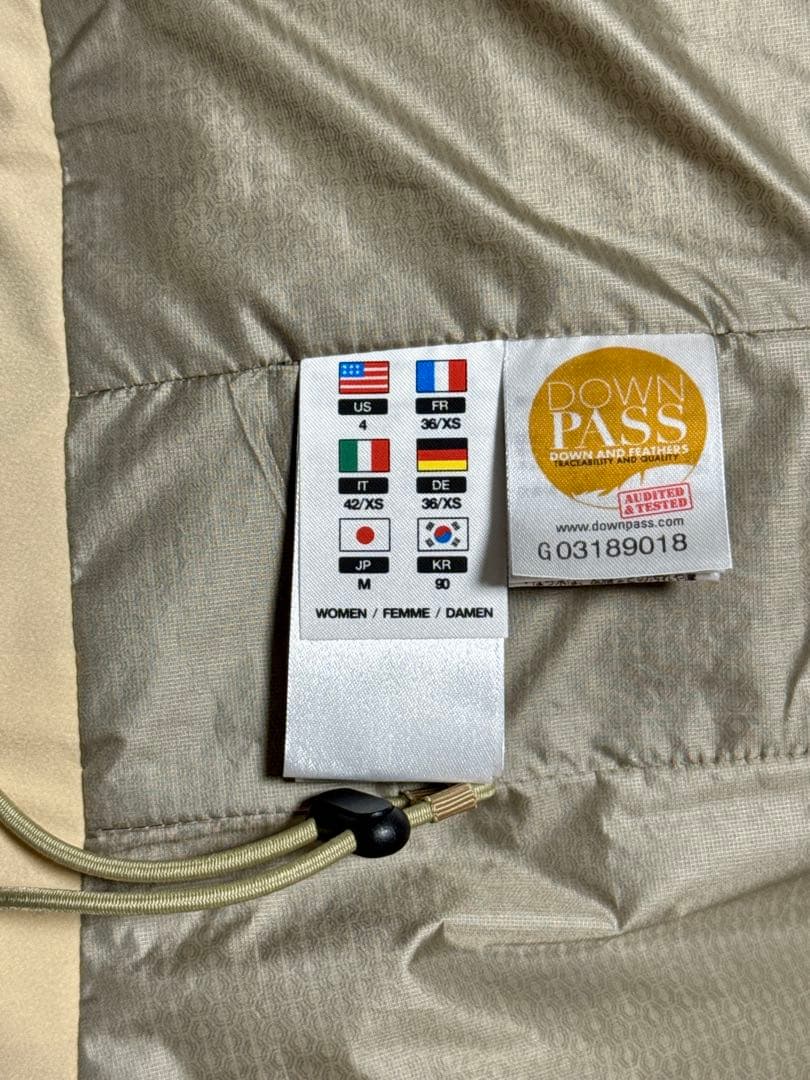 US FR
4 36/XS
IT DE
42/XS 36/XS
JP KR
M 90
WOMEN / FEMME / DAMEN
DOWN
PASS
DOWN AND FEATHERS
TRACEABILITY AND QUALITY
AUDITED
& TESTED
www.downpass.com
G 03189018